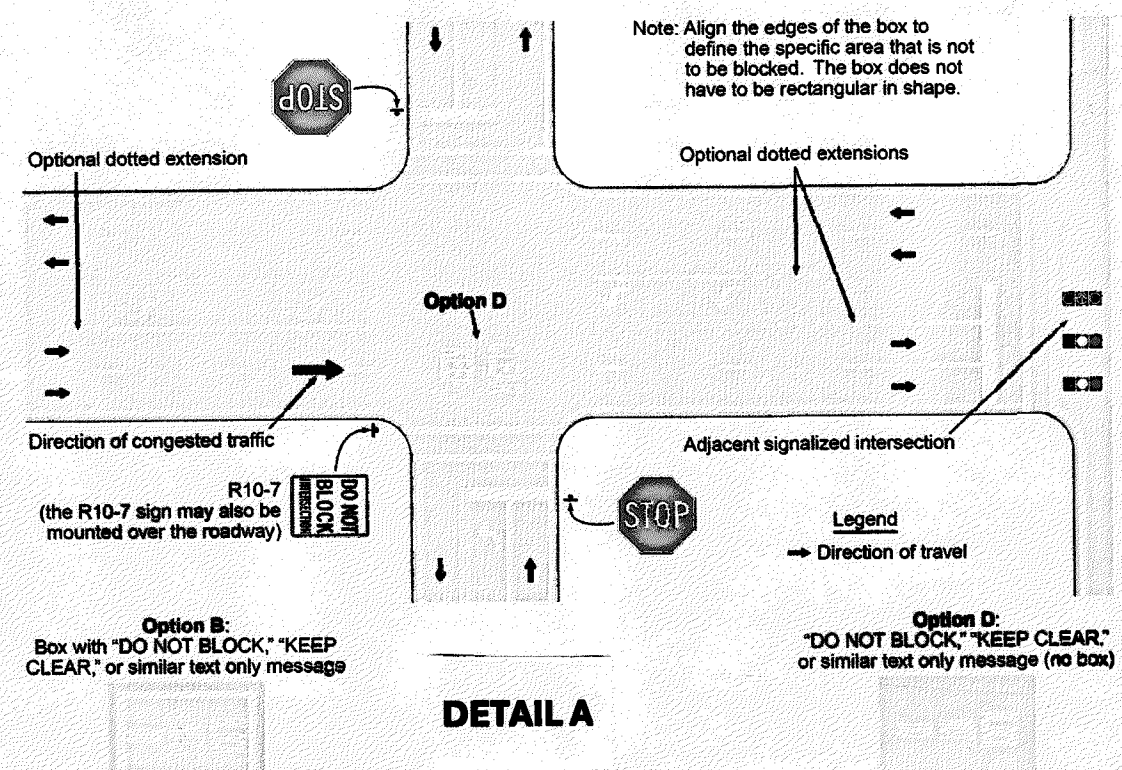 Note: Align the edges of the box to
define the specific area that is not
to be blocked. The box does not
have to be rectangular in shape.
STOP
Optional dotted extension
Optional dotted extensions
Option D
Direction of congested traffic
Adjacent signalized intersection
R10-7
(the R10-7 sign may also be
mounted over the roadway)
DO NOT
BLOCK
INTERSECTION
STOP
Legend
Direction of travel
Option B:
Box with "DO NOT BLOCK," "KEEP
CLEAR," or similar text only message
Option D:
"DO NOT BLOCK," "KEEP CLEAR,"
or similar text only message (no box)
DETAIL A